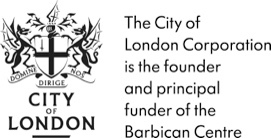 DOMINE DIRIGE NOS
CITY
OF
LONDON
The City of
London Corporation
is the founder
and principal
funder of the
Barbican Centre